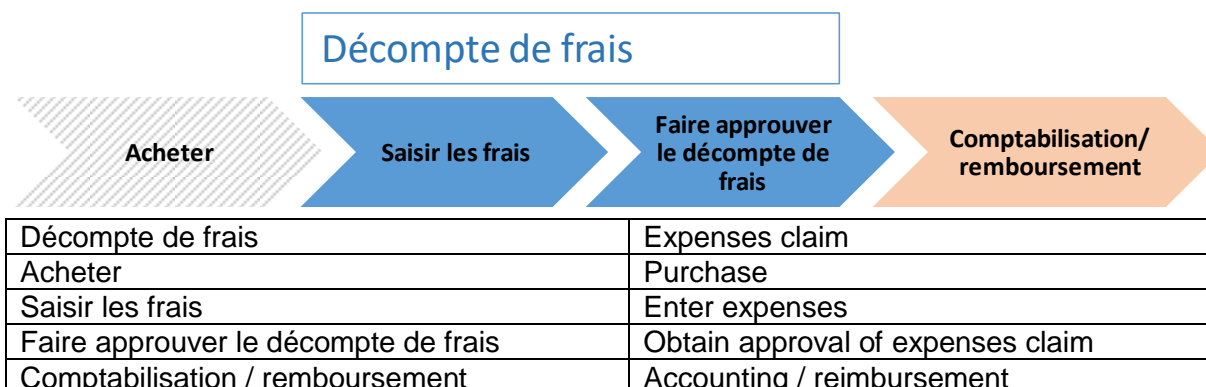 Décompte de frais
Acheter
Saisir les frais
Faire approuver
le décompte de
frais
Comptabilisation/
remboursement
Décompte de frais Expenses claim
Acheter Purchase
Saisir les frais Enter expenses
Faire approuver le décompte de frais Obtain approval of expenses claim
Comptabilisation / remboursement Accounting / reimbursement